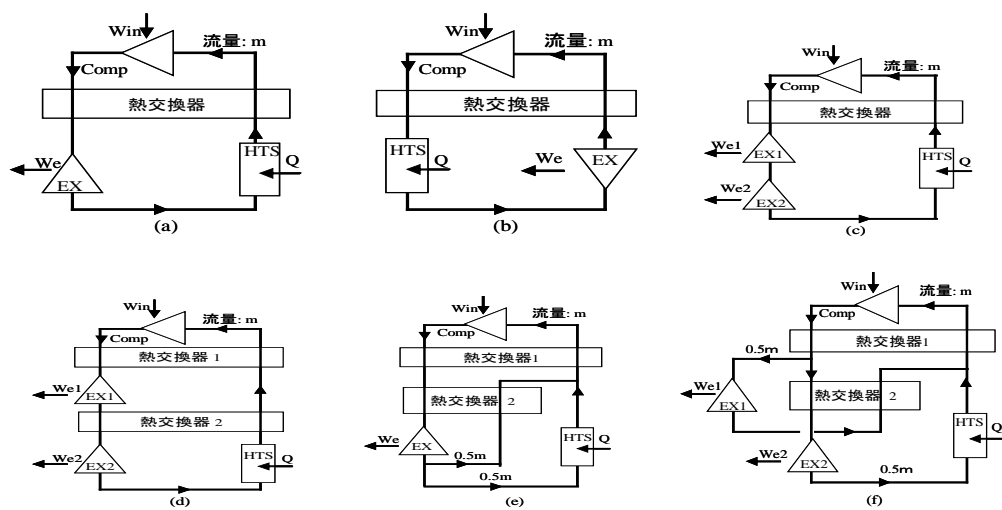 Win
流量: m
Comp
熱交換器
We
EX
HTS
Q
(a)
Win
流量: m
Comp
熱交換器
HTS
Q
We
EX
(b)
Win
流量: m
Comp
熱交換器
We1
EX1
We2
EX2
HTS
Q
(c)
Win
流量: m
Comp
熱交換器 1
We1
EX1
熱交換器 2
We2
EX2
HTS
Q
(d)
Win
流量: m
Comp
熱交換器1
熱交換器 2
We
EX
HTS
Q
0.5m
0.5m
(e)
Win
流量: m
Comp
熱交換器1
0.5m
We1
EX1
熱交換器 2
HTS
Q
We2
EX2
0.5m
(f)